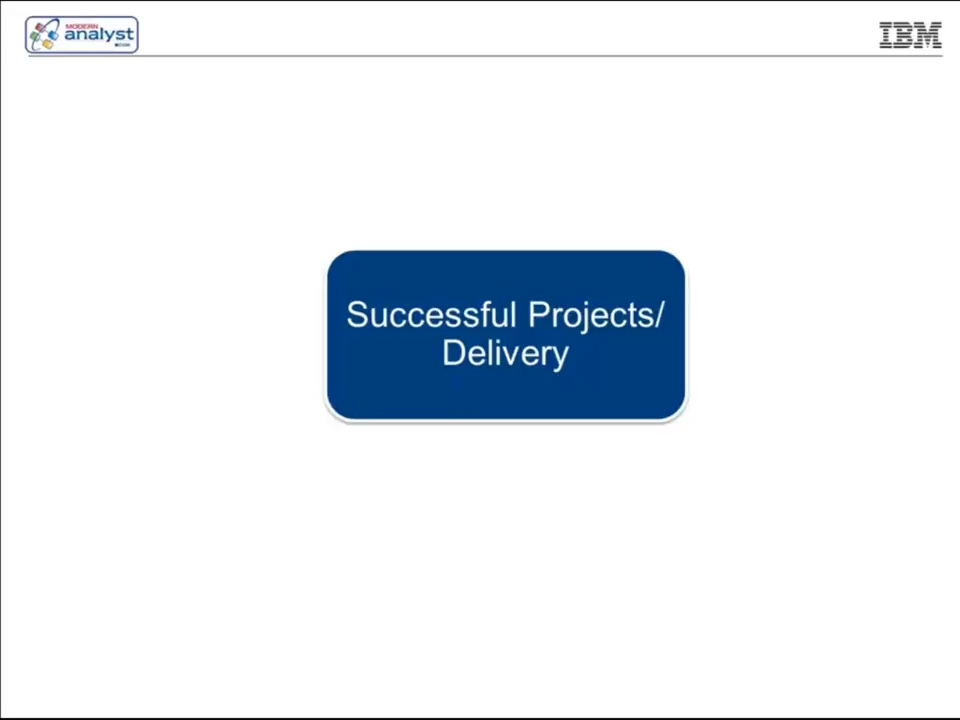 MODERN
analyst
IBM
Successful Projects/
Delivery